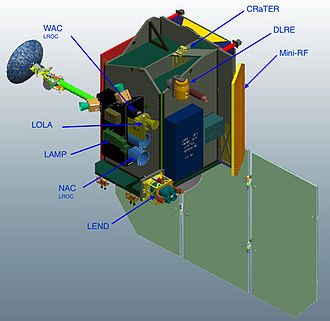 CRaTER
WAC
LROC
DLRE
Mini-RF
LOLA
LAMP
NAC
LROC
LEND